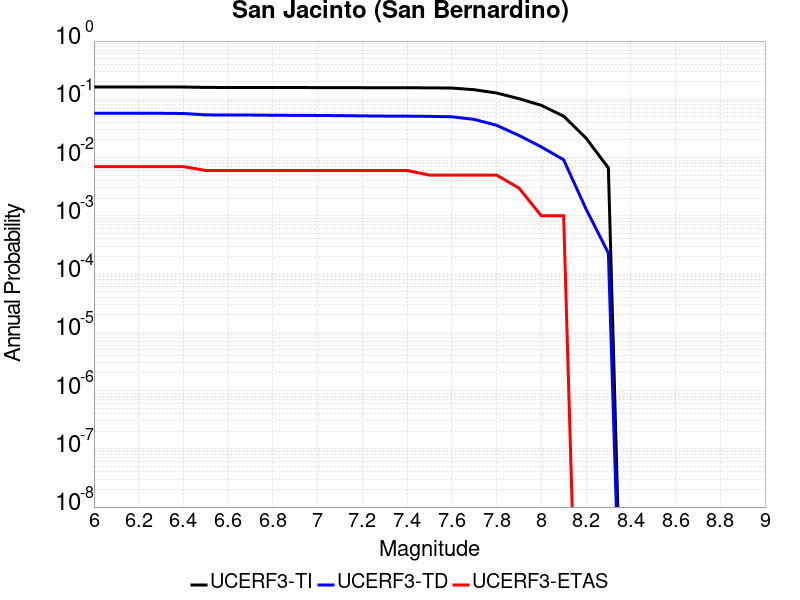 San Jacinto (San Bernardino)
10 0
10 -1
10 -2
10 -3
10 -4
10 -5
10 -6
10 -7
10 -8
Annual Probability
6 6.2 6.4 6.6 6.8 7 7.2 7.4 7.6 7.8 8 8.2 8.4 8.6 8.8 9
Magnitude
UCERF3-TI UCERF3-TD UCERF3-ETAS